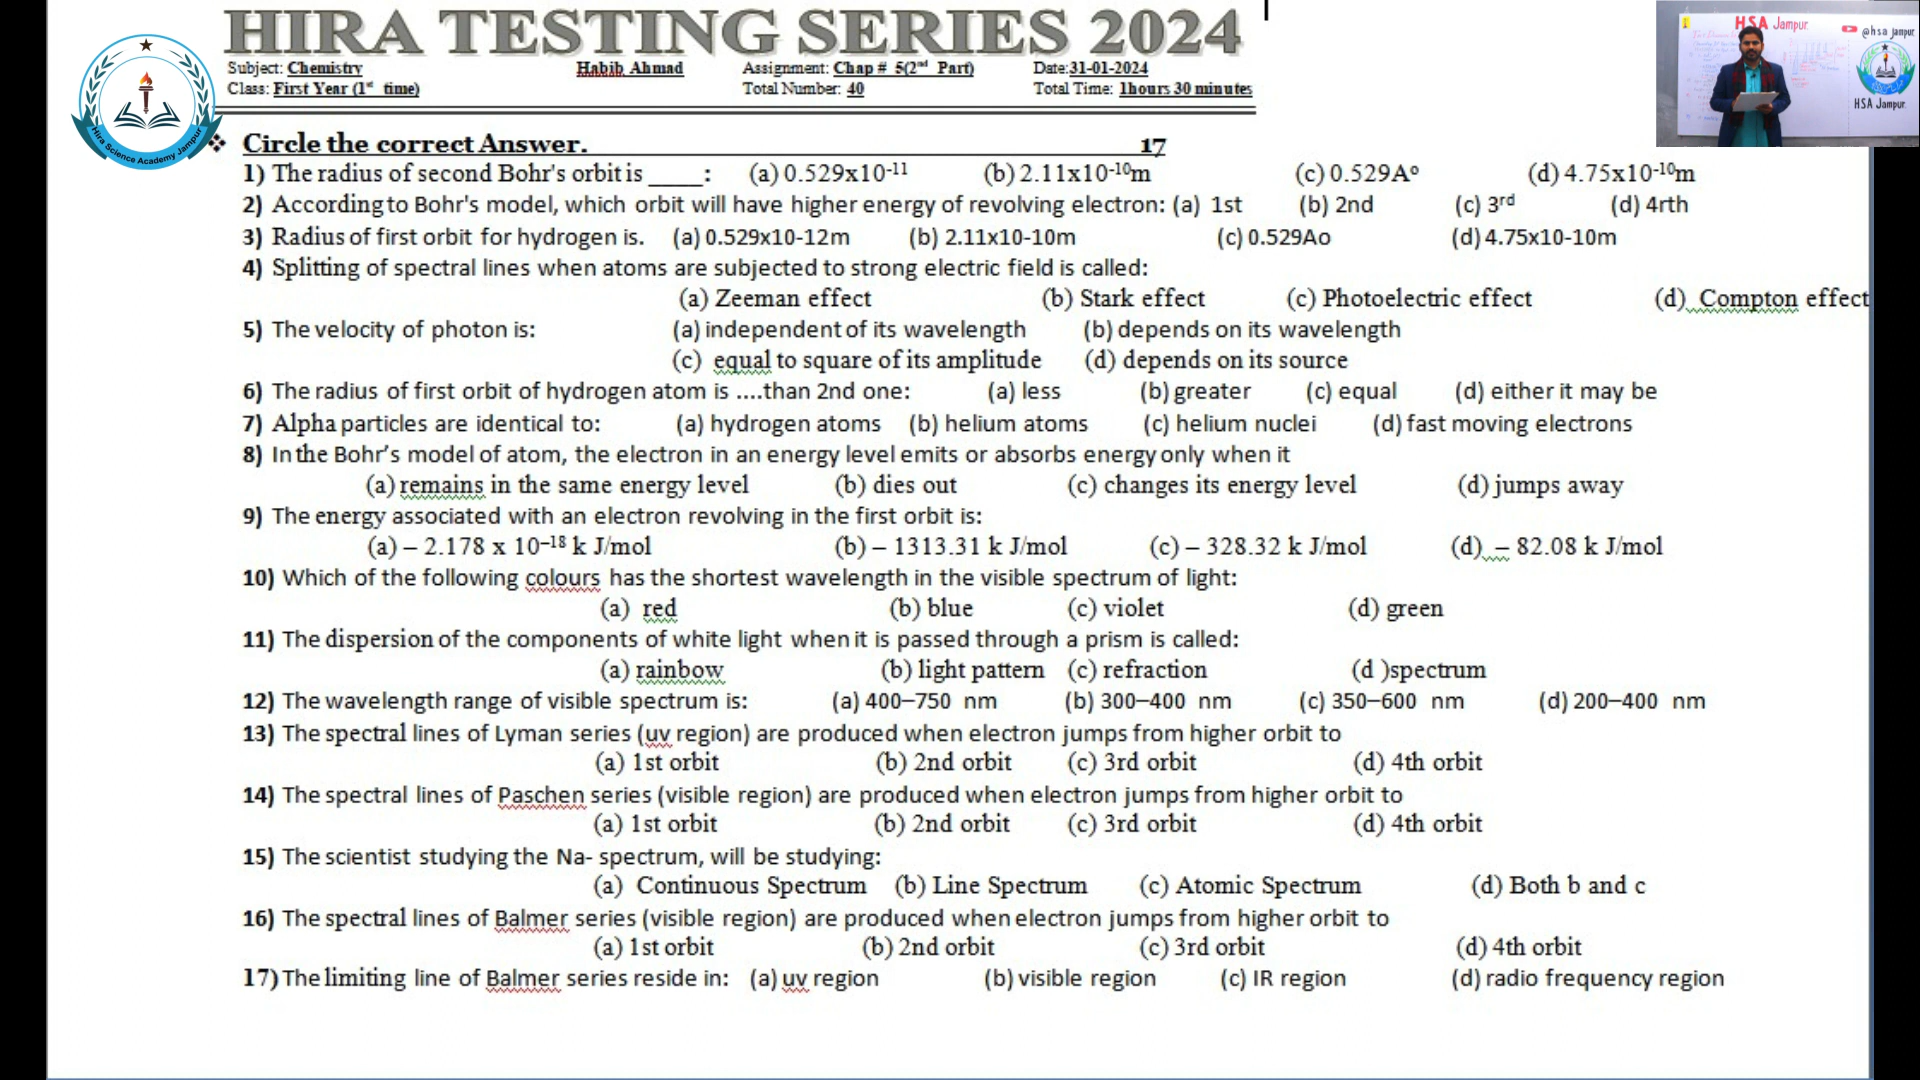 HIRA TESTING SERIES 2024
Subject: Chemistry Habib Ahmad Assignment: Chap # 5(2nd Part) Date:31-01-2024
Class: First Year (1st time) Total Number: 40 Total Time: 1hours 30 minutes
Hira Science Academy Jampur
HSA Jampur
@hsa jampur
HSA Jampur
❖ Circle the correct Answer. 17
1) The radius of second Bohr's orbit is ____: (a) 0.529x10-11 (b) 2.11x10-10m (c) 0.529Ao (d) 4.75x10-10m
2) According to Bohr's model, which orbit will have higher energy of revolving electron: (a) 1st (b) 2nd (c) 3rd (d) 4rth
3) Radius of first orbit for hydrogen is. (a) 0.529x10-12m (b) 2.11x10-10m (c) 0.529Ao (d) 4.75x10-10m
4) Splitting of spectral lines when atoms are subjected to strong electric field is called:
(a) Zeeman effect (b) Stark effect (c) Photoelectric effect (d) Compton effect
5) The velocity of photon is: (a) independent of its wavelength (b) depends on its wavelength
(c) equal to square of its amplitude (d) depends on its source
6) The radius of first orbit of hydrogen atom is ....than 2nd one: (a) less (b) greater (c) equal (d) either it may be
7) Alpha particles are identical to: (a) hydrogen atoms (b) helium atoms (c) helium nuclei (d) fast moving electrons
8) In the Bohr’s model of atom, the electron in an energy level emits or absorbs energy only when it
(a) remains in the same energy level (b) dies out (c) changes its energy level (d) jumps away
9) The energy associated with an electron revolving in the first orbit is:
(a) – 2.178 x 10–18 k J/mol (b) – 1313.31 k J/mol (c) – 328.32 k J/mol (d) – 82.08 k J/mol
10) Which of the following colours has the shortest wavelength in the visible spectrum of light:
(a) red (b) blue (c) violet (d) green
11) The dispersion of the components of white light when it is passed through a prism is called:
(a) rainbow (b) light pattern (c) refraction (d )spectrum
12) The wavelength range of visible spectrum is: (a) 400–750 nm (b) 300–400 nm (c) 350–600 nm (d) 200–400 nm
13) The spectral lines of Lyman series (uv region) are produced when electron jumps from higher orbit to
(a) 1st orbit (b) 2nd orbit (c) 3rd orbit (d) 4th orbit
14) The spectral lines of Paschen series (visible region) are produced when electron jumps from higher orbit to
(a) 1st orbit (b) 2nd orbit (c) 3rd orbit (d) 4th orbit
15) The scientist studying the Na- spectrum, will be studying:
(a) Continuous Spectrum (b) Line Spectrum (c) Atomic Spectrum (d) Both b and c
16) The spectral lines of Balmer series (visible region) are produced when electron jumps from higher orbit to
(a) 1st orbit (b) 2nd orbit (c) 3rd orbit (d) 4th orbit
17) The limiting line of Balmer series reside in: (a) uv region (b) visible region (c) IR region (d) radio frequency region